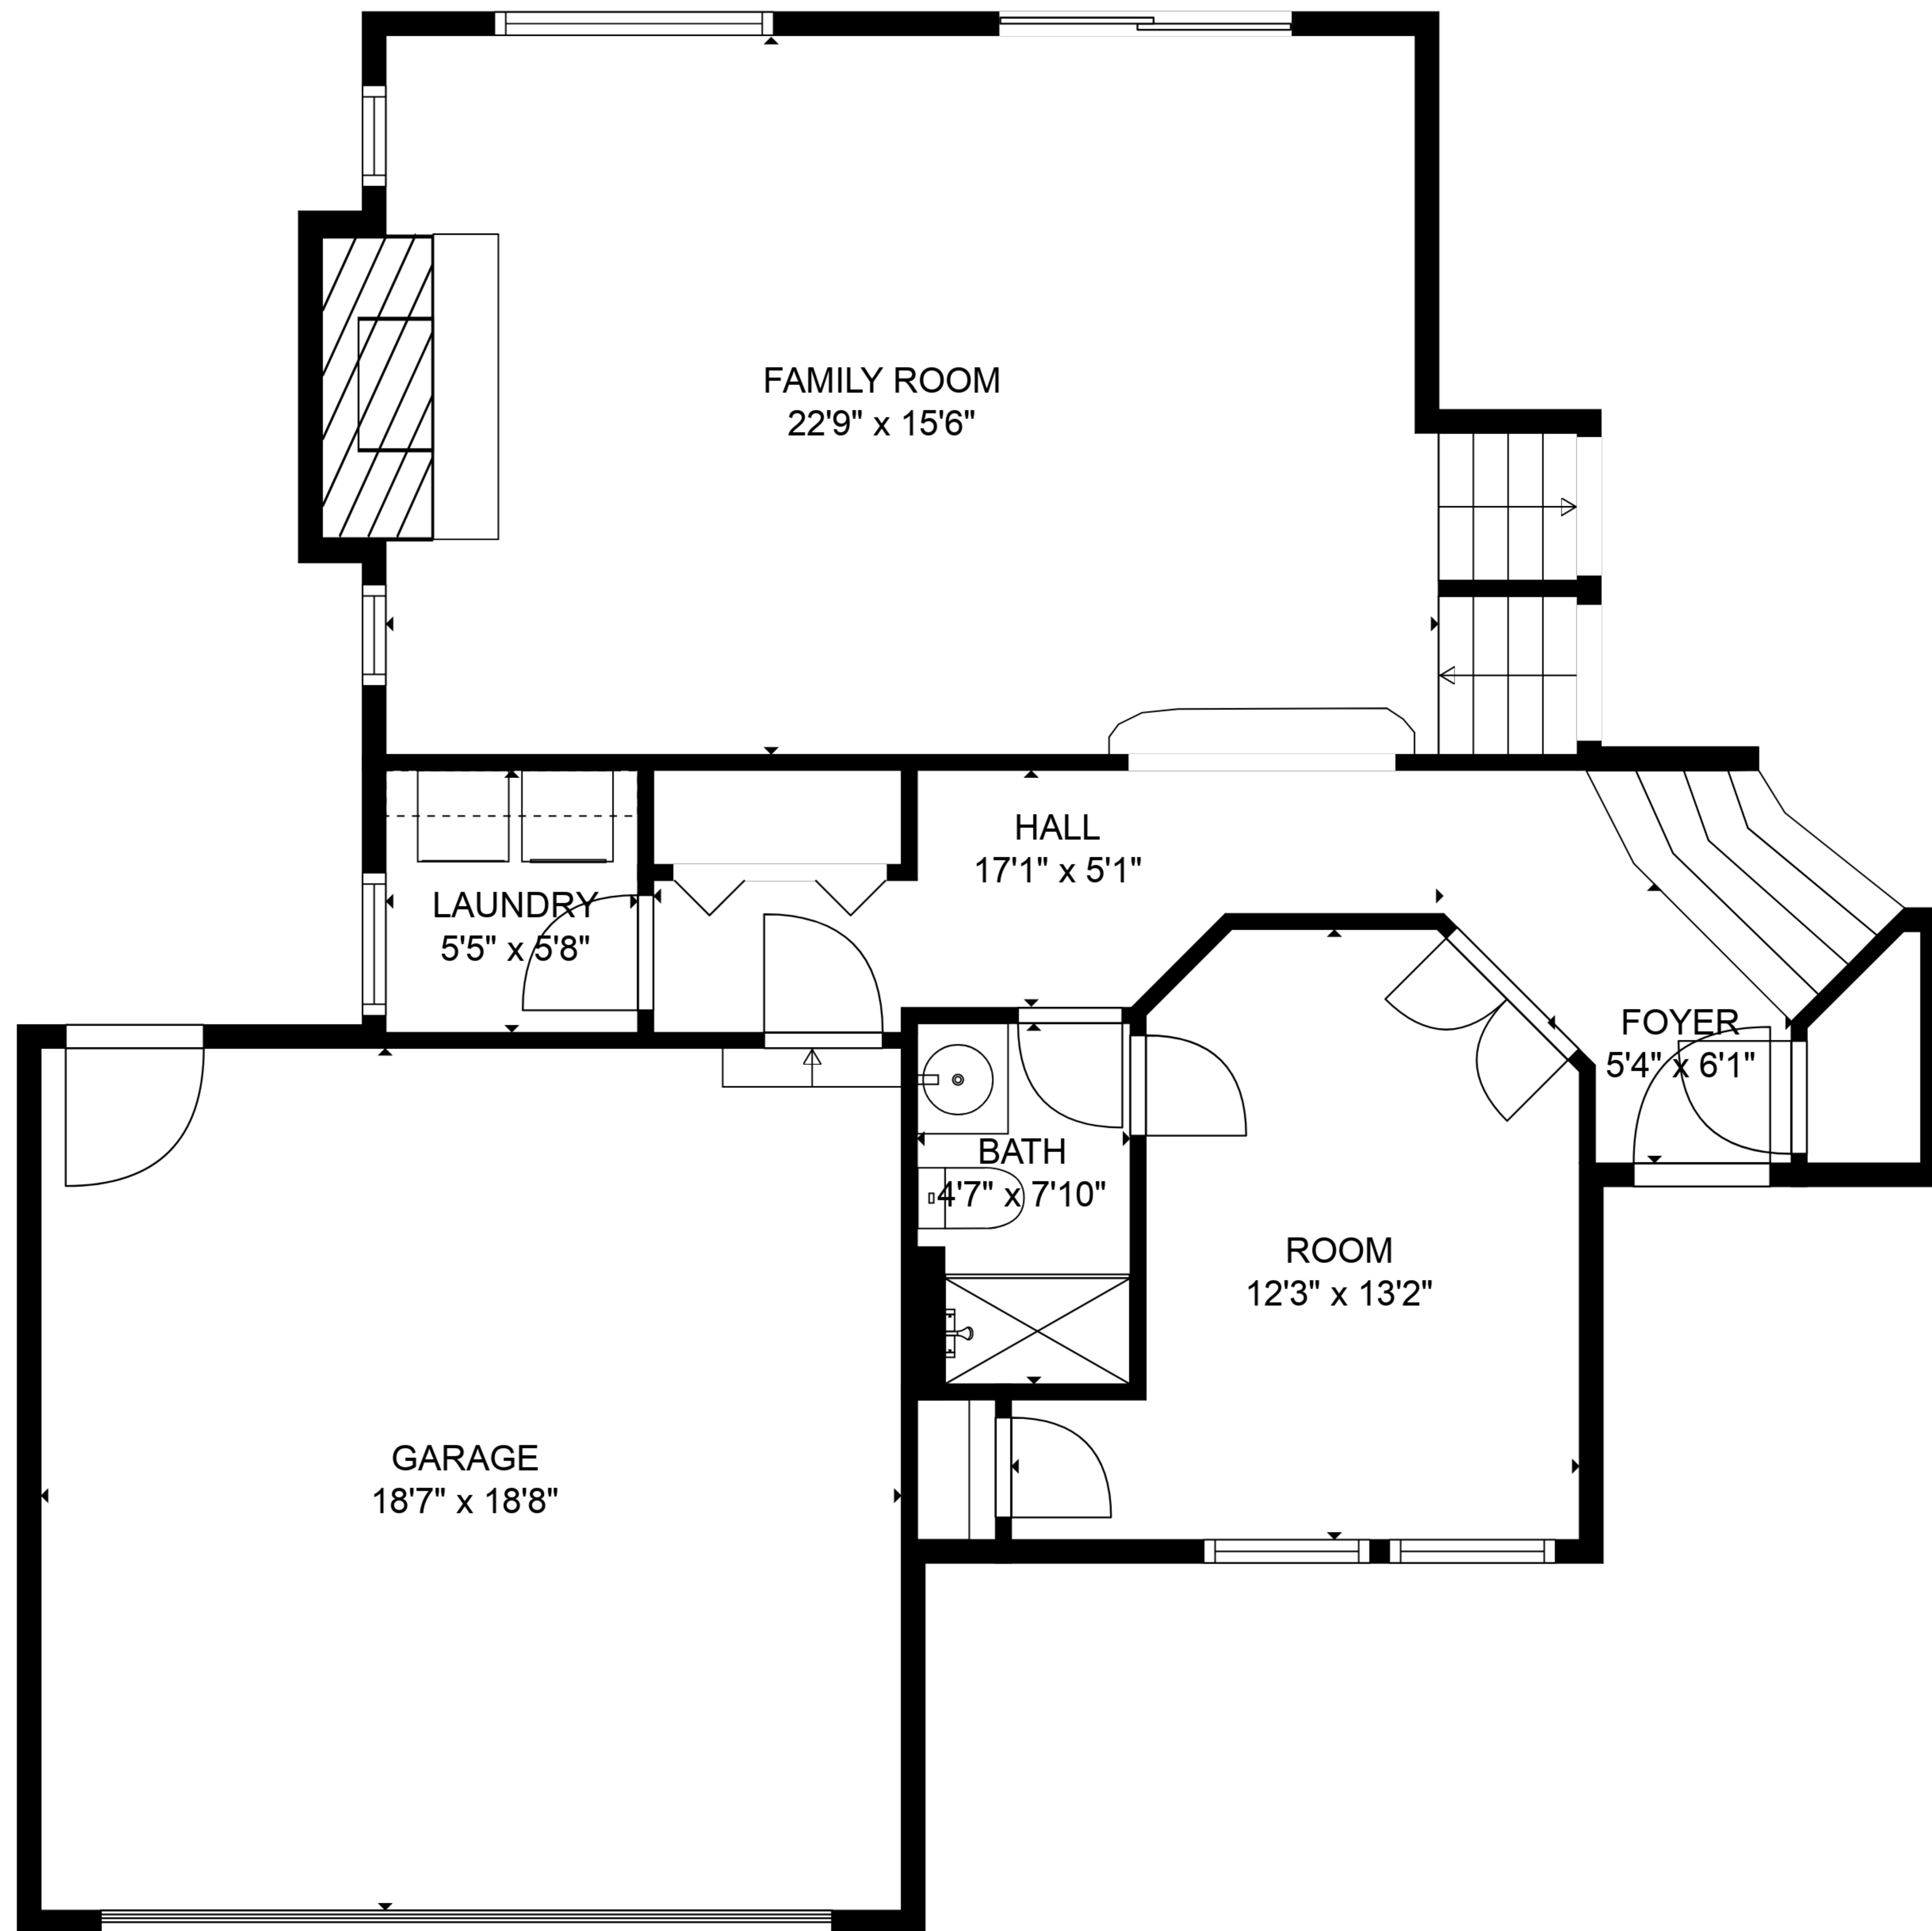 FAMILY ROOM
22'9" x 15'6"
HALL
17'1" x 5'1"
LAUNDRY
5'5" x 5'8"
FOYER
5'4" x 6'1"
BATH
4'7" x 7'10"
ROOM
12'3" x 13'2"
GARAGE
18'7" x 18'8"